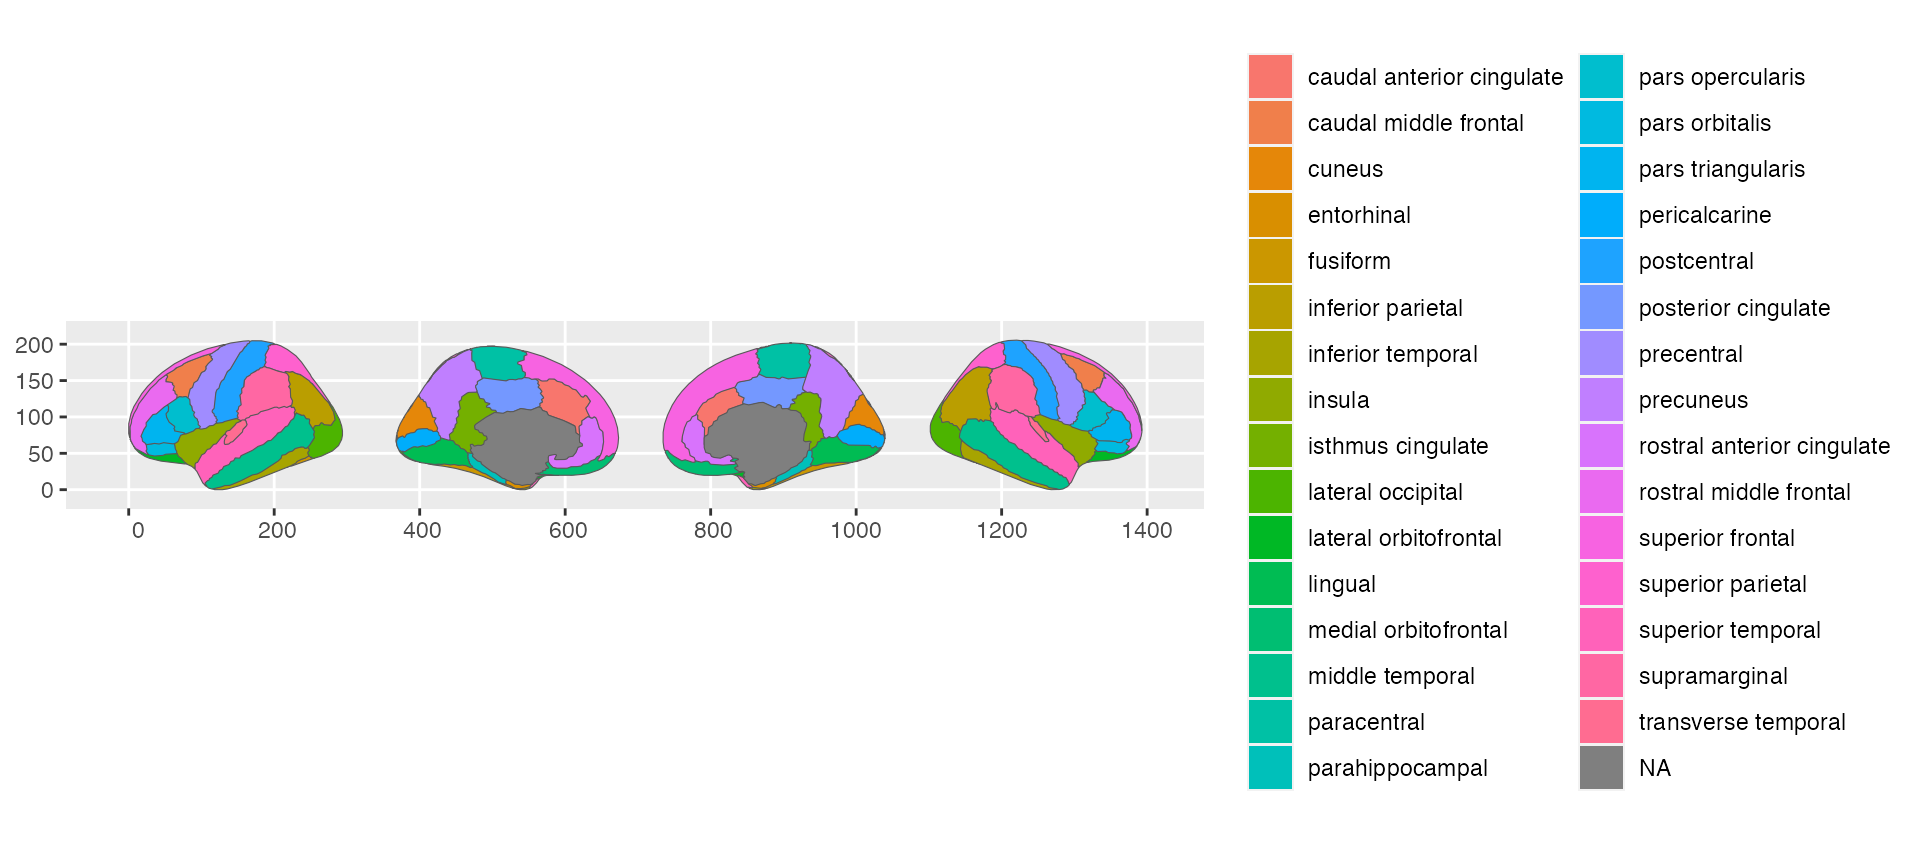 200
150
100
50
0
0 200 400 600 800 1000 1200 1400
caudal anterior cingulate
caudal middle frontal
cuneus
entorhinal
fusiform
inferior parietal
inferior temporal
insula
isthmus cingulate
lateral occipital
lateral orbitofrontal
lingual
medial orbitofrontal
middle temporal
paracentral
parahippocampal
pars opercularis
pars orbitalis
pars triangularis
pericalcarine
postcentral
posterior cingulate
precentral
precuneus
rostral anterior cingulate
rostral middle frontal
superior frontal
superior parietal
superior temporal
supramarginal
transverse temporal
NA